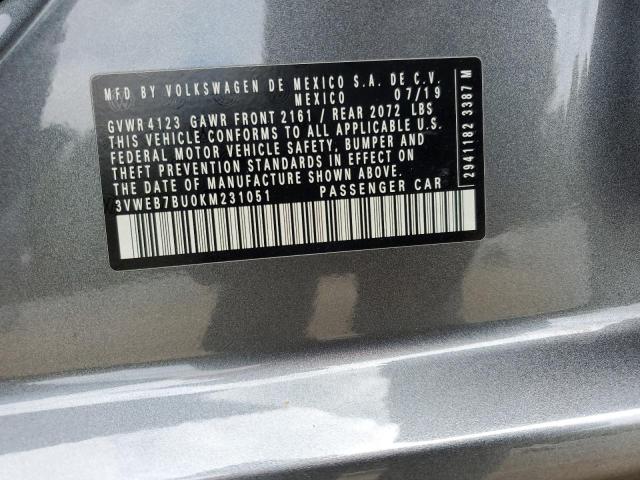 MFD BY VOLKSWAGEN DE MEXICO S.A. DE C.V.
MEXICO 07/19
GVWR 4123 GAWR FRONT 2161 / REAR 2072 LBS
THIS VEHICLE CONFORMS TO ALL APPLICABLE U.S.
FEDERAL MOTOR VEHICLE SAFETY, BUMPER AND
THEFT PREVENTION STANDARDS IN EFFECT ON
THE DATE OF MANUFACTURE SHOWN ABOVE.
3VWEB7BU0KM231051 PASSENGER CAR
2941182 3387 M